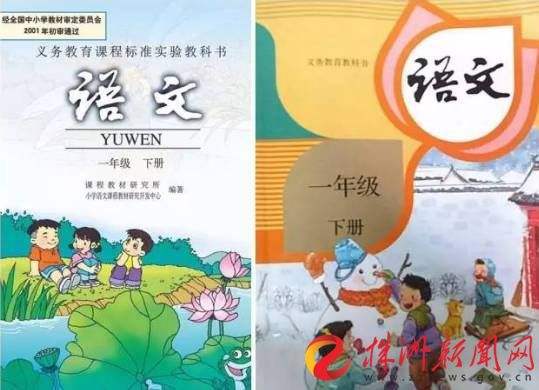 经全国中小学教材审定委员会
2001年初审通过
义务教育课程标准实验教科书
语文
YUWEN
一年级 下册
课程教材研究所
小学语文课程教材研究开发中心
编著
义务教育教科书
语文
一年级
下册
株洲新闻网
www.zznews.gov.cn